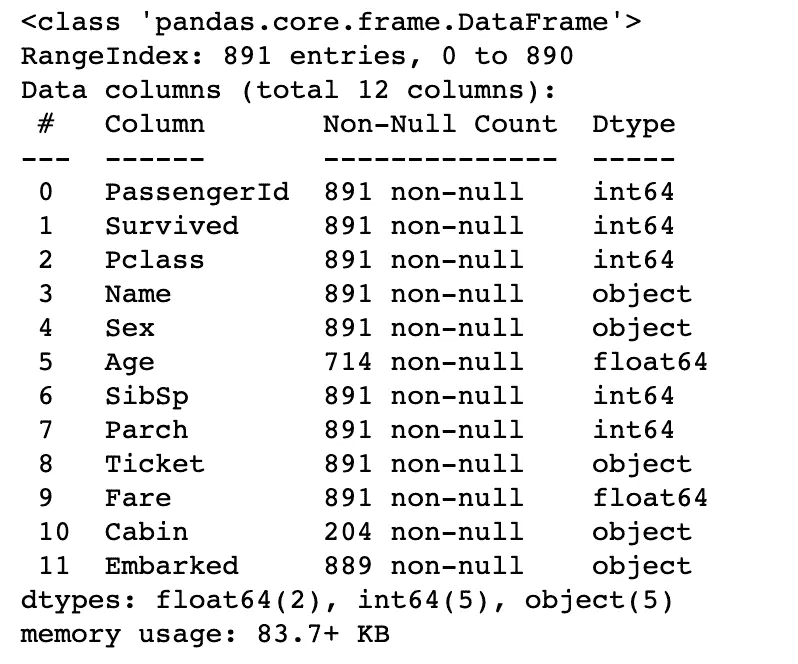 <class 'pandas.core.frame.DataFrame'>
RangeIndex: 891 entries, 0 to 890
Data columns (total 12 columns):
 #   Column       Non-Null Count  Dtype
---  ------       --------------  -----
 0   PassengerId  891 non-null    int64
 1   Survived     891 non-null    int64
 2   Pclass       891 non-null    int64
 3   Name         891 non-null    object
 4   Sex          891 non-null    object
 5   Age          714 non-null    float64
 6   SibSp        891 non-null    int64
 7   Parch        891 non-null    int64
 8   Ticket       891 non-null    object
 9   Fare         891 non-null    float64
 10  Cabin        204 non-null    object
 11  Embarked     889 non-null    object
dtypes: float64(2), int64(5), object(5)
memory usage: 83.7+ KB